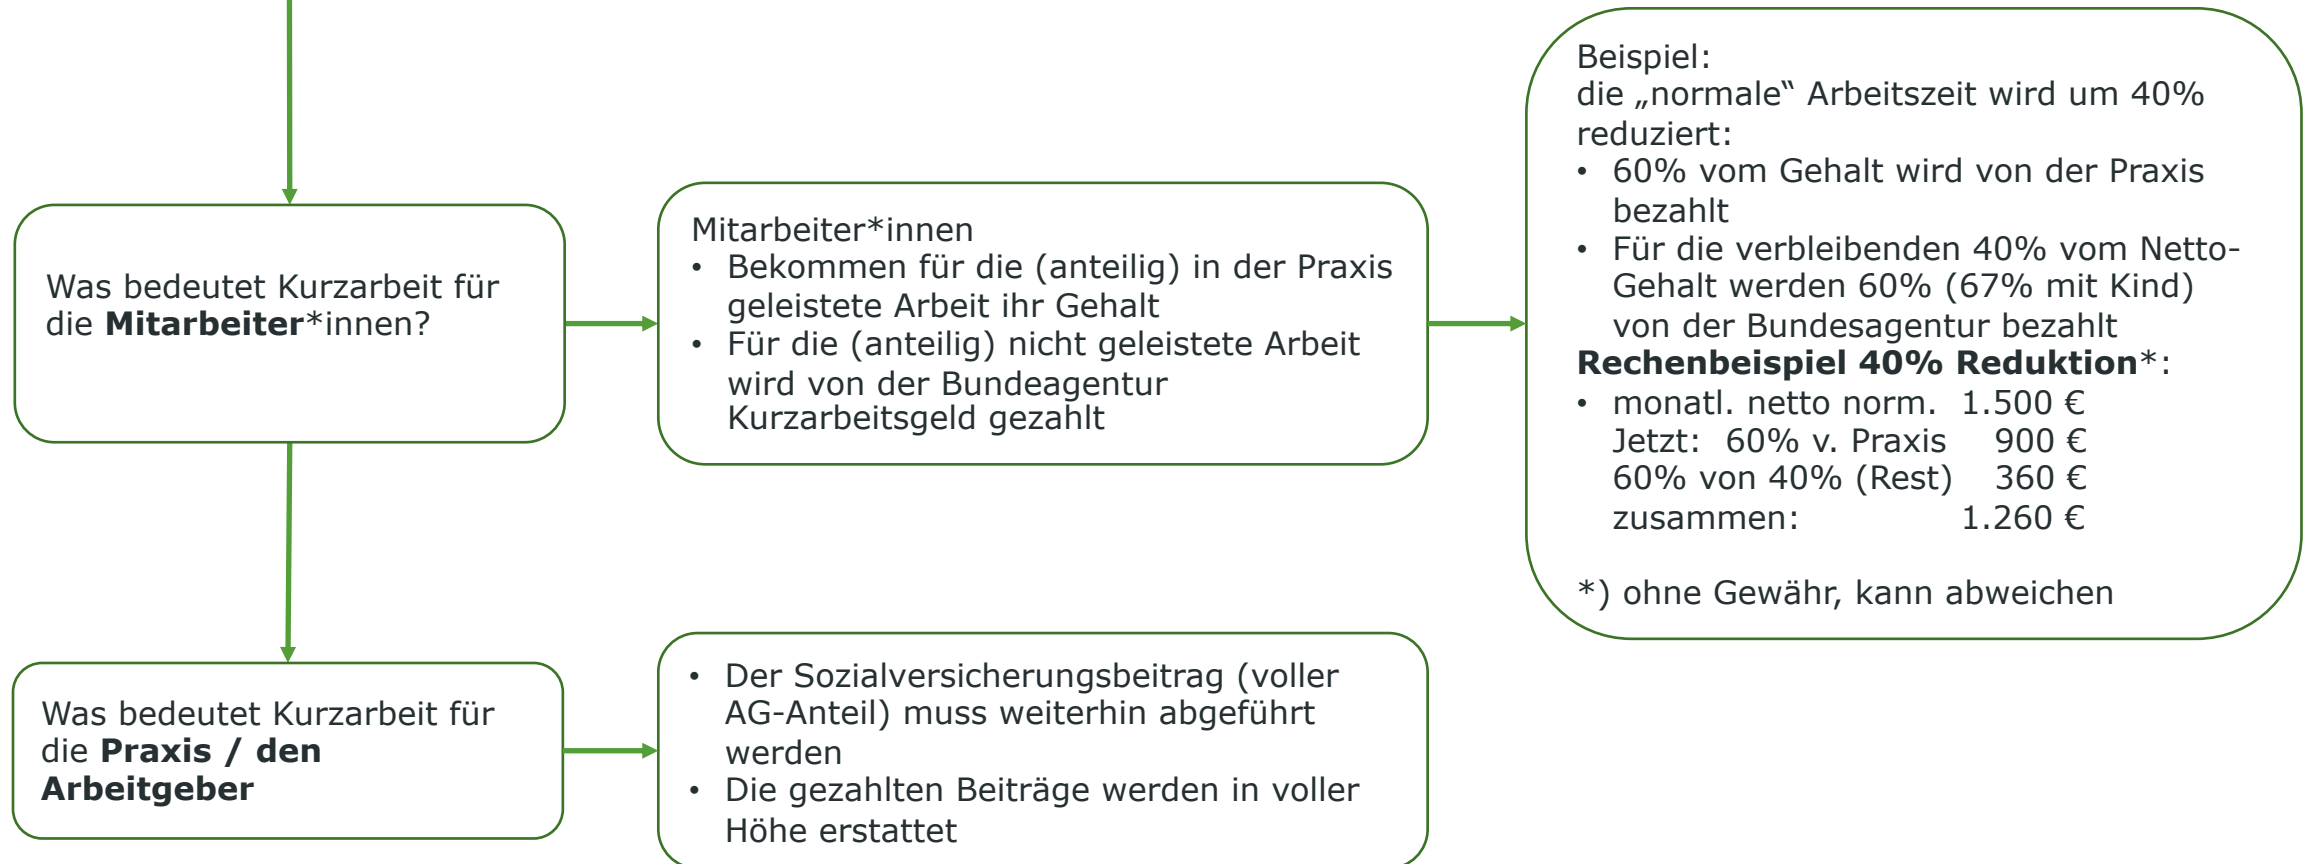 Was bedeutet Kurzarbeit für
die Mitarbeiter*innen?
Mitarbeiter*innen
• Bekommen für die (anteilig) in der Praxis
geleistete Arbeit ihr Gehalt
• Für die (anteilig) nicht geleistete Arbeit
wird von der Bundeagentur
Kurzarbeitsgeld gezahlt
Beispiel:
die „normale“ Arbeitszeit wird um 40%
reduziert:
• 60% vom Gehalt wird von der Praxis
bezahlt
• Für die verbleibenden 40% vom Netto-
Gehalt werden 60% (67% mit Kind)
von der Bundesagentur bezahlt
Rechenbeispiel 40% Reduktion*:
• monatl. netto norm. 1.500 €
Jetzt: 60% v. Praxis 900 €
60% von 40% (Rest) 360 €
zusammen: 1.260 €
*) ohne Gewähr, kann abweichen
Was bedeutet Kurzarbeit für
die Praxis / den
Arbeitgeber
• Der Sozialversicherungsbeitrag (voller
AG-Anteil) muss weiterhin abgeführt
werden
• Die gezahlten Beiträge werden in voller
Höhe erstattet